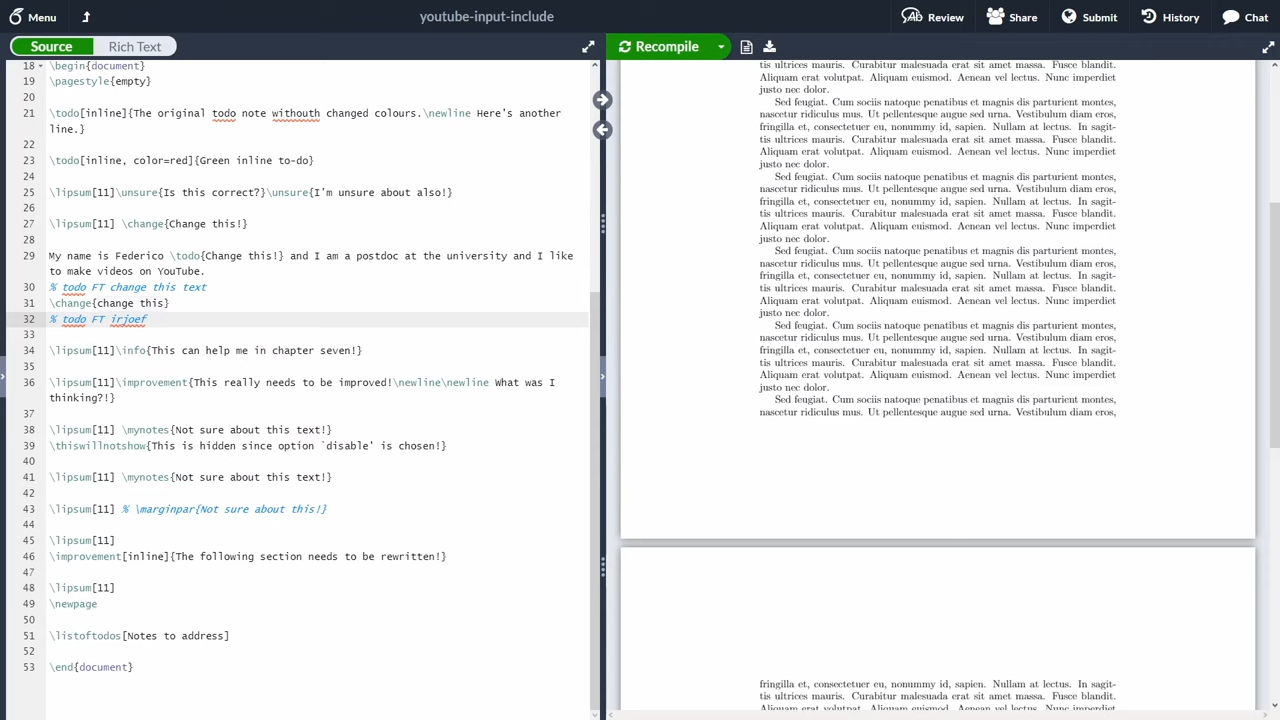 Menu
youtube-input-include
Review
Share
Submit
History
Chat
Source
Rich Text
Recompile
18 \begin{document}
19 \pagestyle{empty}
20
21 \todo[inline]{The original todo note withouth changed colours.\newline Here's another
line.}
22
23 \todo[inline, color=red]{Green inline to-do}
24
25 \lipsum[11]\unsure{Is this correct?}\unsure{I'm unsure about also!}
26
27 \lipsum[11] \change{Change this!}
28
29 My name is Federico \todo{Change this!} and I am a postdoc at the university and I like
to make videos on YouTube.
30 % todo FT change this text
31 \change{change this}
32 % todo FT irjoef
33
34 \lipsum[11]\info{This can help me in chapter seven!}
35
36 \lipsum[11]\improvement{This really needs to be improved!\newline\newline What was I
thinking?!}
37
38 \lipsum[11] \mynotes{Not sure about this text!}
39 \thiswillnotshow{This is hidden since option `disable' is chosen!}
40
41 \lipsum[11] \mynotes{Not sure about this text!}
42
43 \lipsum[11] % \marginpar{Not sure about this!}
44
45 \lipsum[11]
46 \improvement[inline]{The following section needs to be rewritten!}
47
48 \lipsum[11]
49 \newpage
50
51 \listoftodos[Notes to address]
52
53 \end{document}
tis ultrices mauris. Curabitur malesuada erat sit amet massa. Fusce blandit.
Aliquam erat volutpat. Aliquam euismod. Aenean vel lectus. Nunc imperdiet
justo nec dolor.
Sed feugiat. Cum sociis natoque penatibus et magnis dis parturient montes,
nascetur ridiculus mus. Ut pellentesque augue sed urna. Vestibulum diam eros,
fringilla et, consectetuer eu, nonummy id, sapien. Nullam at lectus. In sagit-
tis ultrices mauris. Curabitur malesuada erat sit amet massa. Fusce blandit.
Aliquam erat volutpat. Aliquam euismod. Aenean vel lectus. Nunc imperdiet
justo nec dolor.
Sed feugiat. Cum sociis natoque penatibus et magnis dis parturient montes,
nascetur ridiculus mus. Ut pellentesque augue sed urna. Vestibulum diam eros,
fringilla et, consectetuer eu, nonummy id, sapien. Nullam at lectus. In sagit-
tis ultrices mauris. Curabitur malesuada erat sit amet massa. Fusce blandit.
Aliquam erat volutpat. Aliquam euismod. Aenean vel lectus. Nunc imperdiet
justo nec dolor.
Sed feugiat. Cum sociis natoque penatibus et magnis dis parturient montes,
nascetur ridiculus mus. Ut pellentesque augue sed urna. Vestibulum diam eros,
fringilla et, consectetuer eu, nonummy id, sapien. Nullam at lectus. In sagit-
tis ultrices mauris. Curabitur malesuada erat sit amet massa. Fusce blandit.
Aliquam erat volutpat. Aliquam euismod. Aenean vel lectus. Nunc imperdiet
justo nec dolor.
Sed feugiat. Cum sociis natoque penatibus et magnis dis parturient montes,
nascetur ridiculus mus. Ut pellentesque augue sed urna. Vestibulum diam eros,
fringilla et, consectetuer eu, nonummy id, sapien. Nullam at lectus. In sagit-
tis ultrices mauris. Curabitur malesuada erat sit amet massa. Fusce blandit.
Aliquam erat volutpat. Aliquam euismod. Aenean vel lectus. Nunc imperdiet
justo nec dolor.
Sed feugiat. Cum sociis natoque penatibus et magnis dis parturient montes,
nascetur ridiculus mus. Ut pellentesque augue sed urna. Vestibulum diam eros,
fringilla et, consectetuer eu, nonummy id, sapien. Nullam at lectus. In sagit-
tis ultrices mauris. Curabitur malesuada erat sit amet massa. Fusce blandit.
Aliquam erat volutpat. Aliquam euismod. Aenean vel lectus. Nunc imperdiet